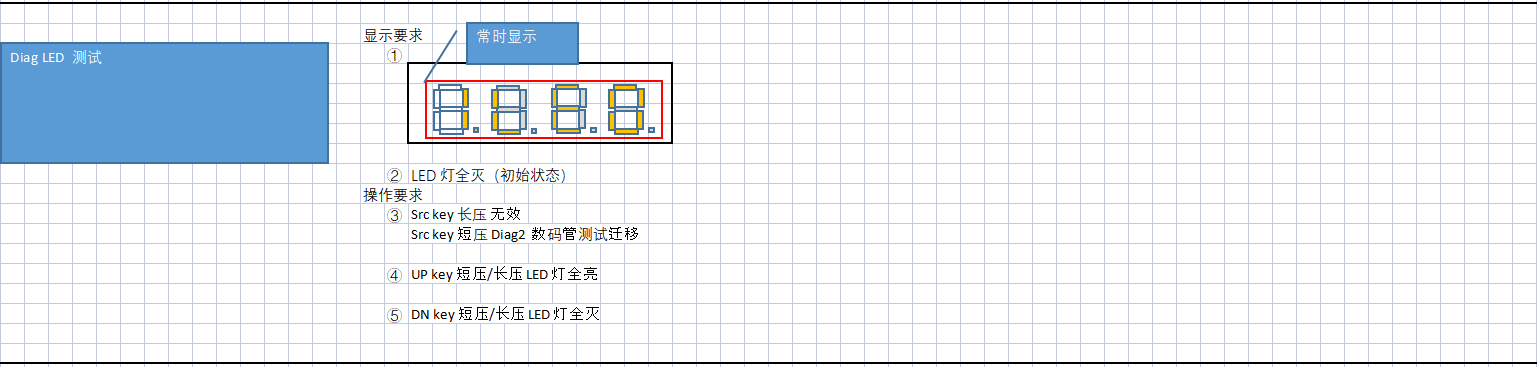 显示要求
常时显示
Diag LED 测试
①
② LED 灯全灭（初始状态）
操作要求
③ Src key 长压 无效
Src key 短压 Diag2 数码管测试迁移
④ UP key 短压/长压 LED 灯全亮
⑤ DN key 短压/长压 LED 灯全灭